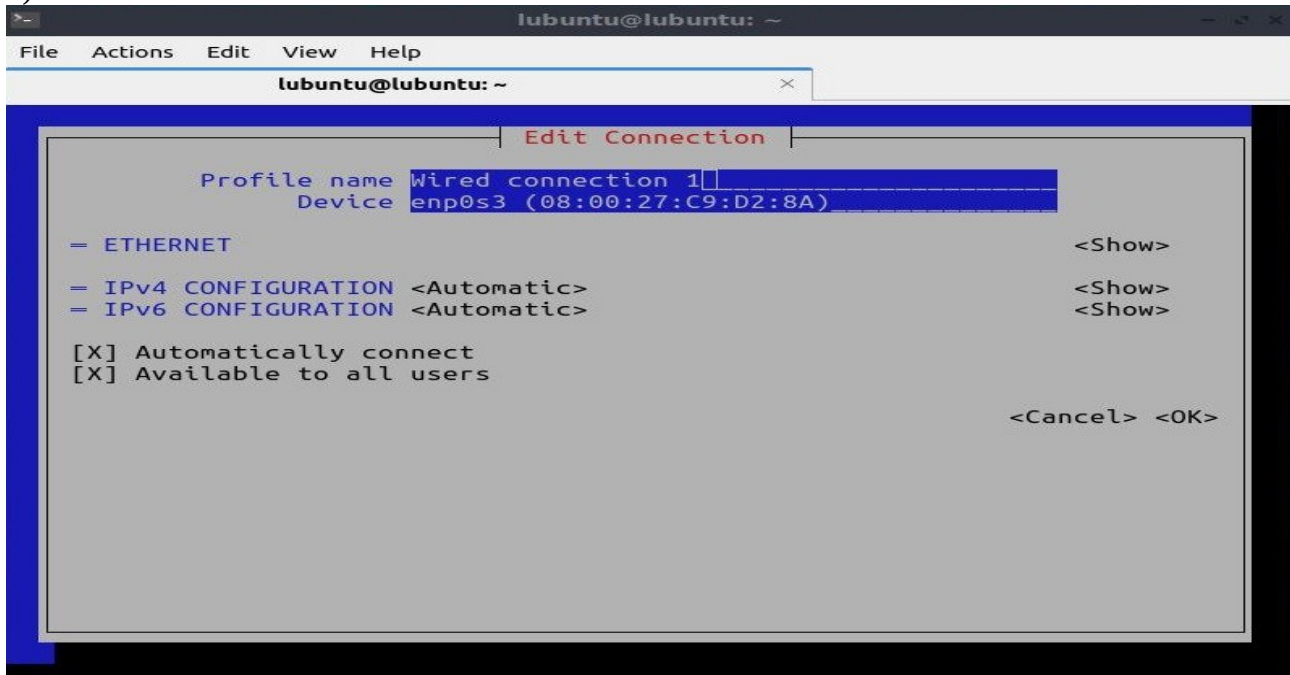 lubuntu@lubuntu: ~
File Actions Edit View Help
lubuntu@lubuntu: ~
Edit Connection
Profile name Wired connection 1
Device enp0s3 (08:00:27:C9:D2:8A)
= ETHERNET <Show>
= IPv4 CONFIGURATION <Automatic> <Show>
= IPv6 CONFIGURATION <Automatic> <Show>
[X] Automatically connect
[X] Available to all users
<Cancel> <OK>